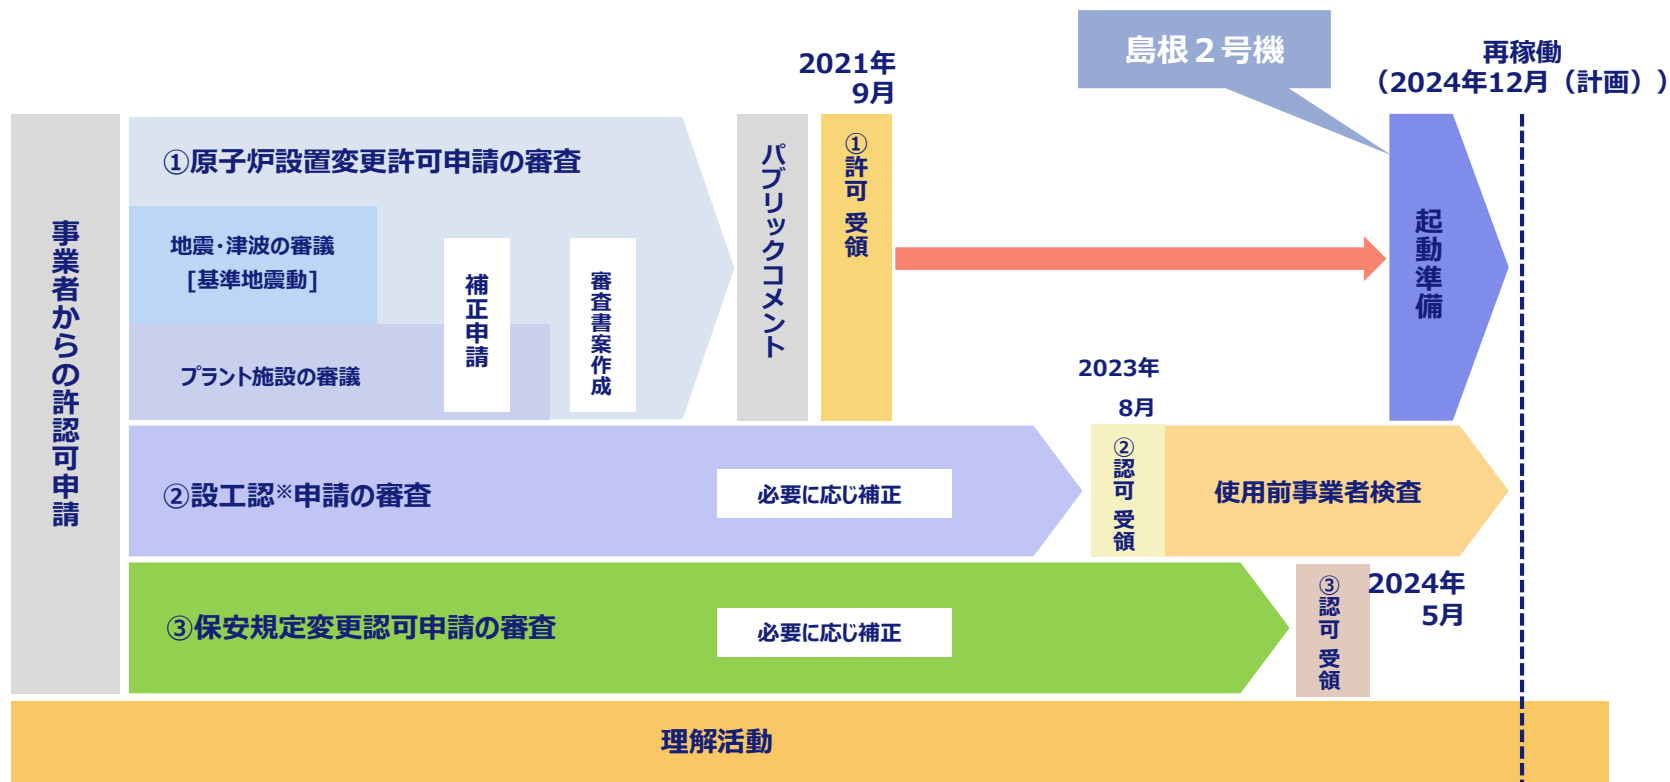 島根２号機
再稼働
（2024年12月（計画））
2021年
9月
事業者からの許認可申請
①原子炉設置変更許可申請の審査
地震・津波の審議
[基準地震動]
プラント施設の審議
補正申請
審査書案作成
パブリックコメント
①許可 受領
起動準備
2023年
8月
②設工認※申請の審査
必要に応じ補正
②認可 受領
使用前事業者検査
③保安規定変更認可申請の審査
必要に応じ補正
③認可 受領
2024年
5月
理解活動